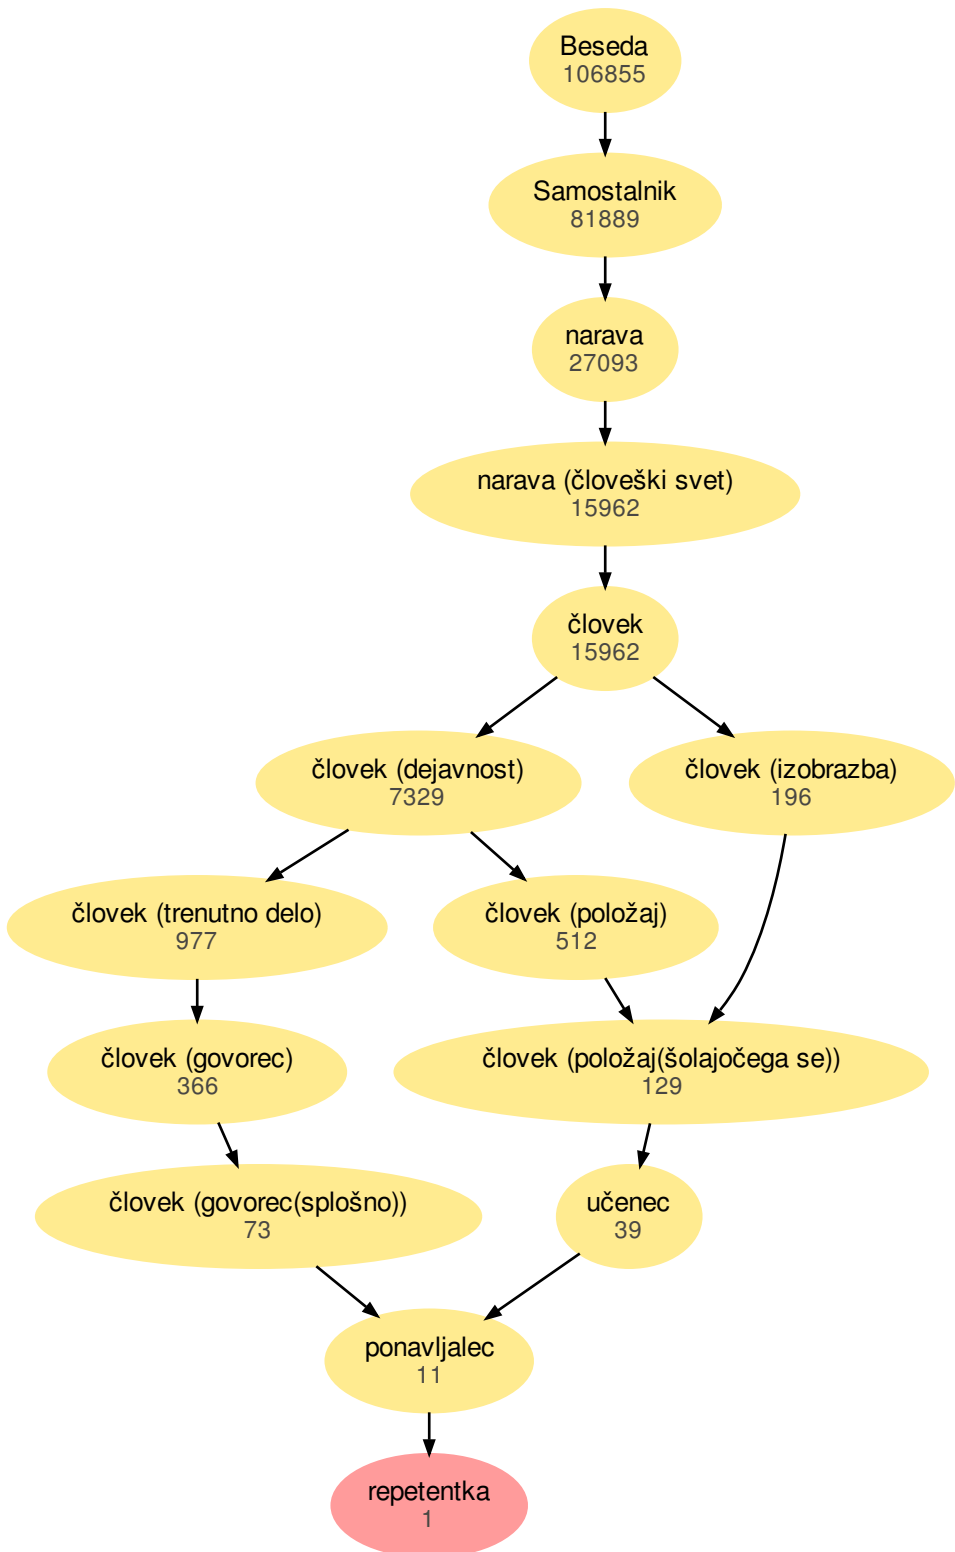 Beseda
106855
Samostalnik
81889
narava
27093
narava (človeški svet)
15962
človek
15962
človek (dejavnost)
7329
človek (izobrazba)
196
človek (trenutno delo)
977
človek (položaj)
512
človek (govorec)
366
človek (položaj(šolajočega se))
129
človek (govorec(splošno))
73
učenec
39
ponavljalec
11
repetentka
1